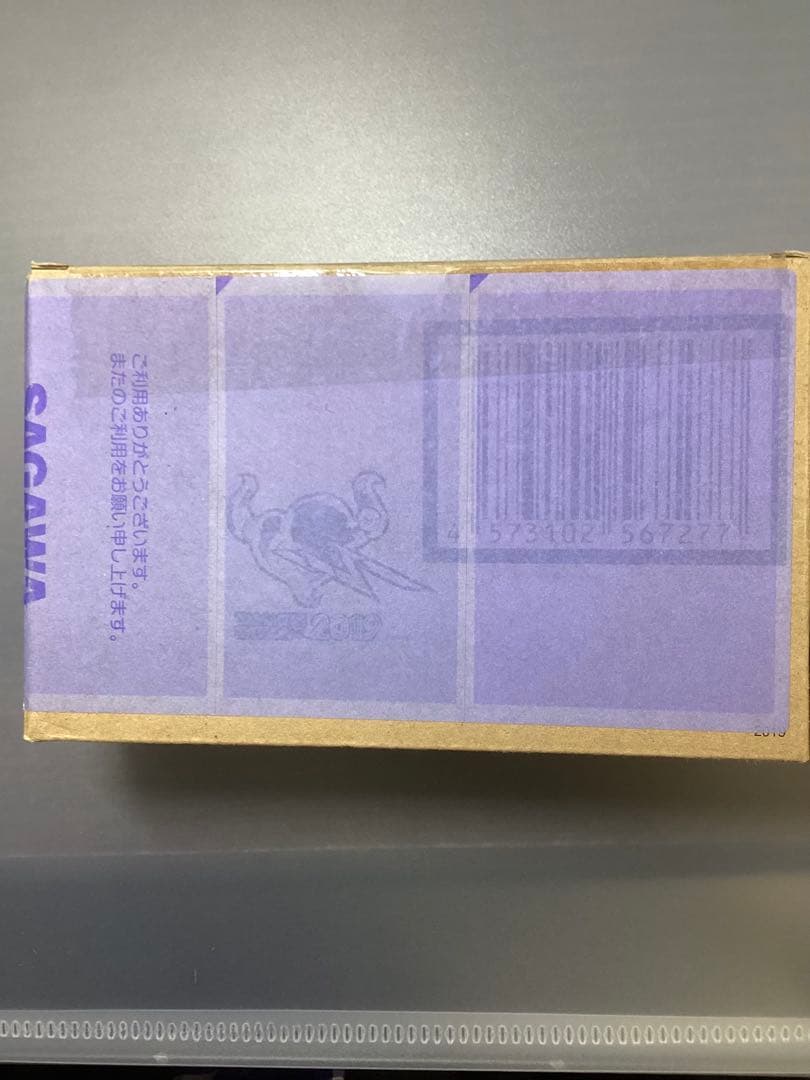 SAGAWA
ご利用ありがとうございます。
またのご利用をお願い申し上げます。
4 573102 567277
2019